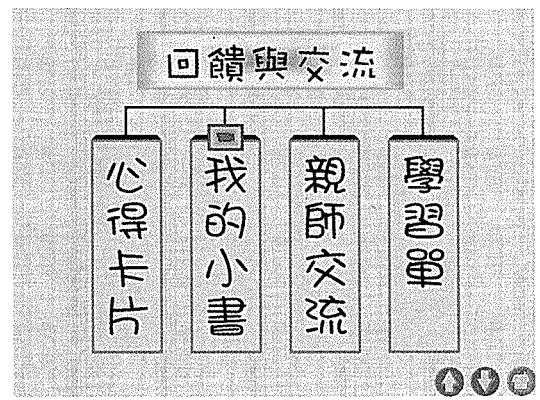 回饋與交流
心得卡片
我的小書
親師交流
學習單